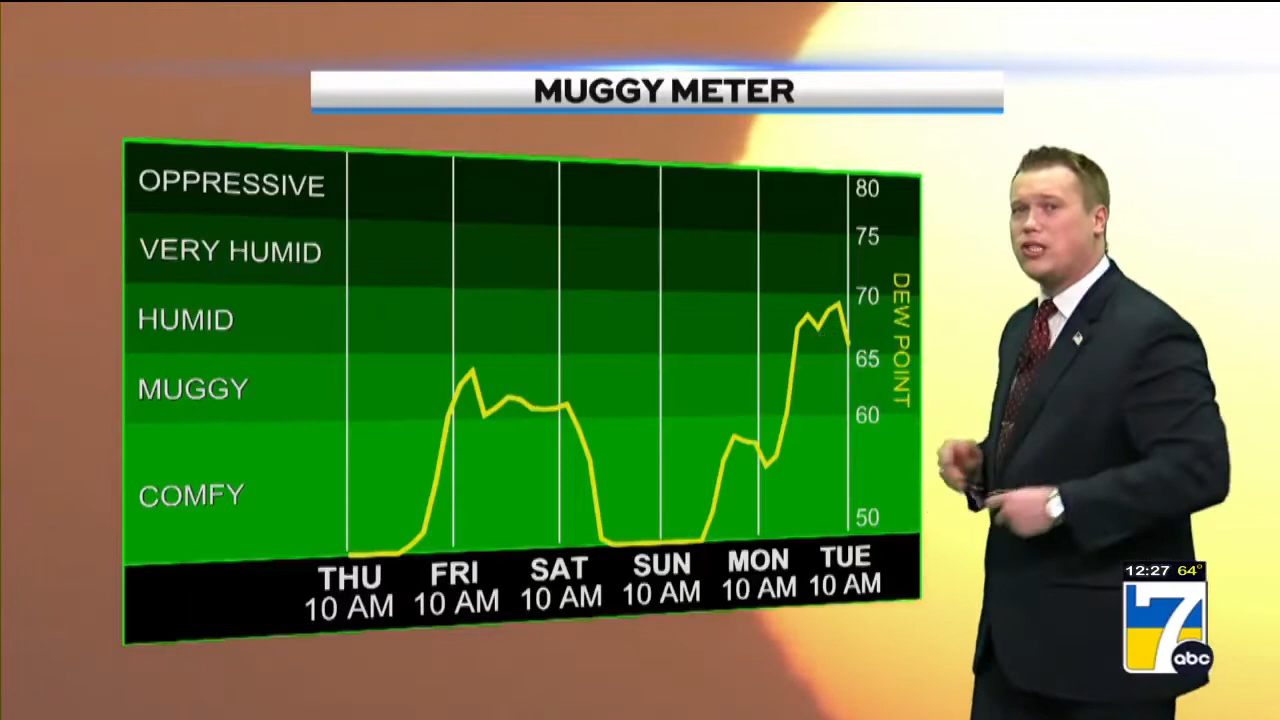 MUGGY METER
OPPRESSIVE
VERY HUMID
HUMID
MUGGY
COMFY
80
75
70
65
60
50
DEW POINT
THU
10 AM
FRI
10 AM
SAT
10 AM
SUN
10 AM
MON
10 AM
TUE
10 AM
12:27 64°
7
abc